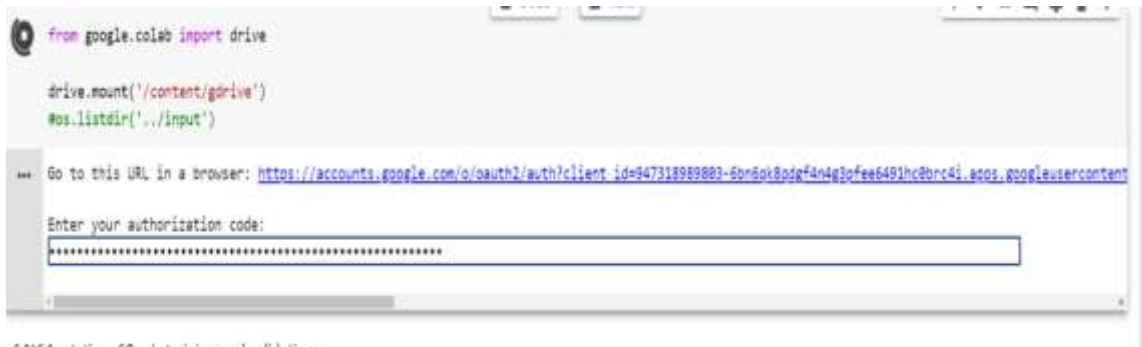 from google.colab import drive
drive.mount('/content/gdrive')
#os.listdir('../input')
Go to this URL in a browser: https://accounts.google.com/o/oauth2/auth?client_id=947318989803-6bn6qk8qdgf4n4g3pfee6491hc0brc4i.apps.googleusercontent
Enter your authorization code: